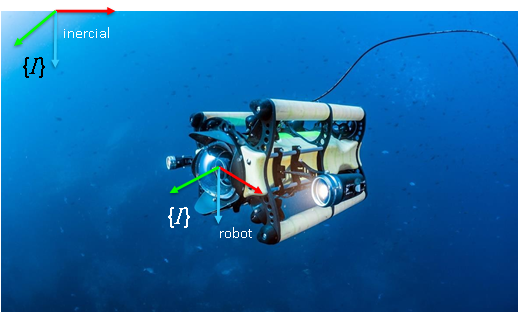 inercial
{I}
{I}
robot